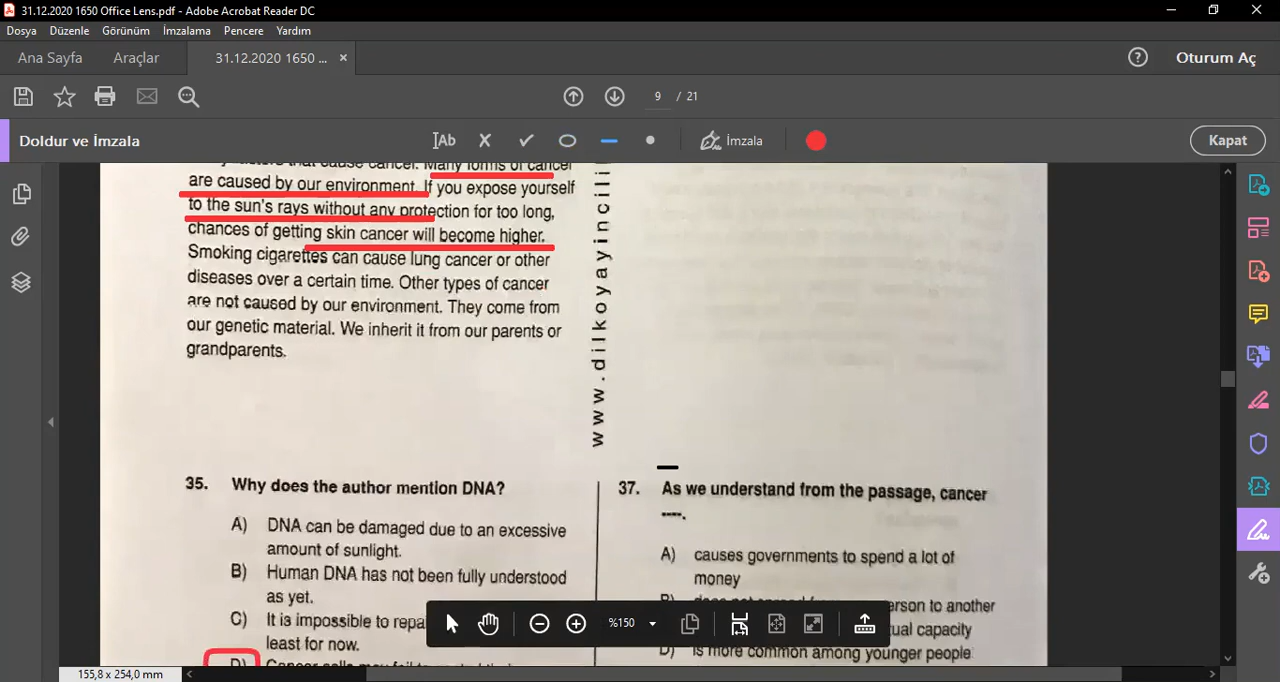 31.12.2020 1650 Office Lens.pdf - Adobe Acrobat Reader DC
Dosya Düzenle Görünüm İmzalama Pencere Yardım
Ana Sayfa Araçlar 31.12.2020 1650 ... × ? Oturum Aç
9 / 21
Doldur ve İmzala IAb İmzala Kapat
that cause cancer. Many forms of cancer
are caused by our environment. If you expose yourself
to the sun's rays without any protection for too long,
chances of getting skin cancer will become higher.
Smoking cigarettes can cause lung cancer or other
diseases over a certain time. Other types of cancer
are not caused by our environment. They come from
our genetic material. We inherit it from our parents or
grandparents.
www.dilkoyayincili
35. Why does the author mention DNA?
A) DNA can be damaged due to an excessive
amount of sunlight.
B) Human DNA has not been fully understood
as yet.
C) It is impossible to
least for now.
D) Cancer cells may fail to
37. As we understand from the passage, cancer
----.
A) causes governments to spend a lot of
money
B) does not spread person to another
capacity
D) is more common among younger people
%150
155,8 x 254,0 mm